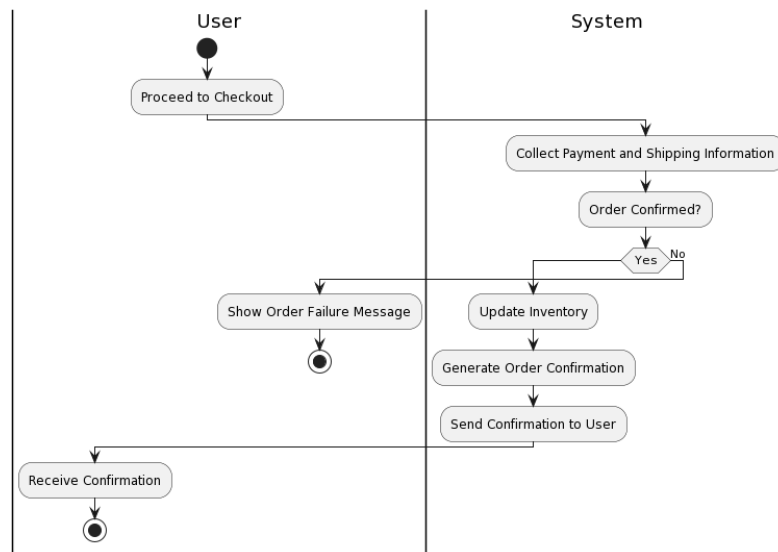 User
System
Proceed to Checkout
Collect Payment and Shipping Information
Order Confirmed?
Yes
No
Show Order Failure Message
Update Inventory
Generate Order Confirmation
Send Confirmation to User
Receive Confirmation